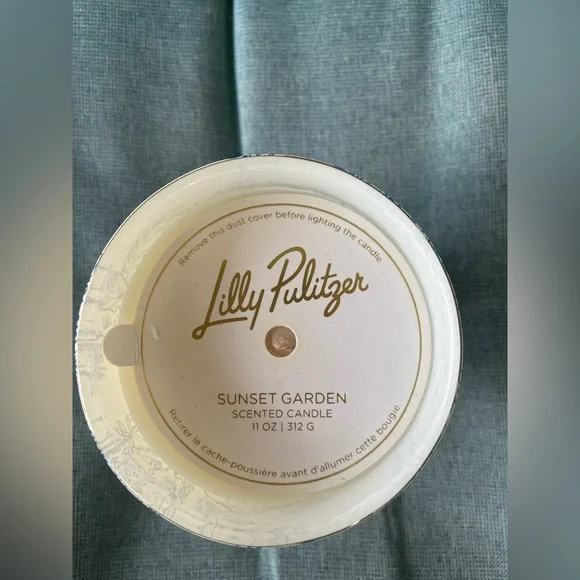 Remove this dust cover before lighting the candle
Lilly Pulitzer
SUNSET GARDEN
SCENTED CANDLE
11 OZ | 312 G
Retirer le cache-poussière avant d'allumer cette bougie